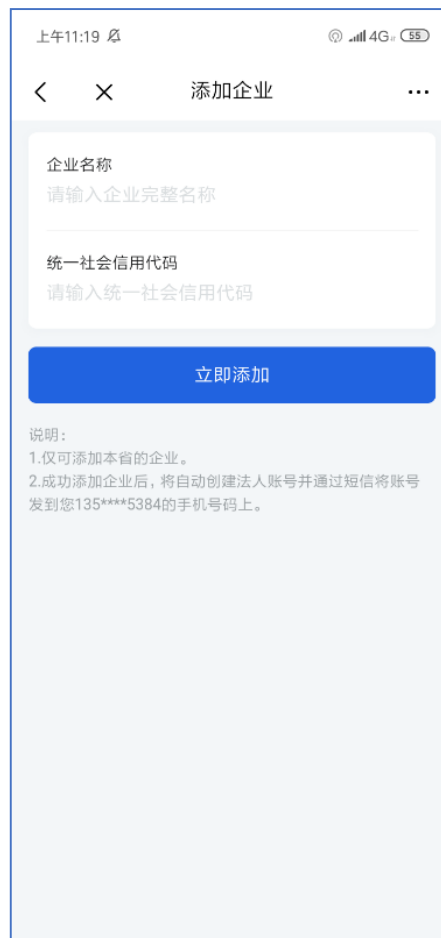 上午11:19
4G 55
添加企业
企业名称
请输入企业完整名称
统一社会信用代码
请输入统一社会信用代码
立即添加
说明：
1.仅可添加本省的企业。
2.成功添加企业后，将自动创建法人账号并通过短信将账号
发到您135****5384的手机号码上。